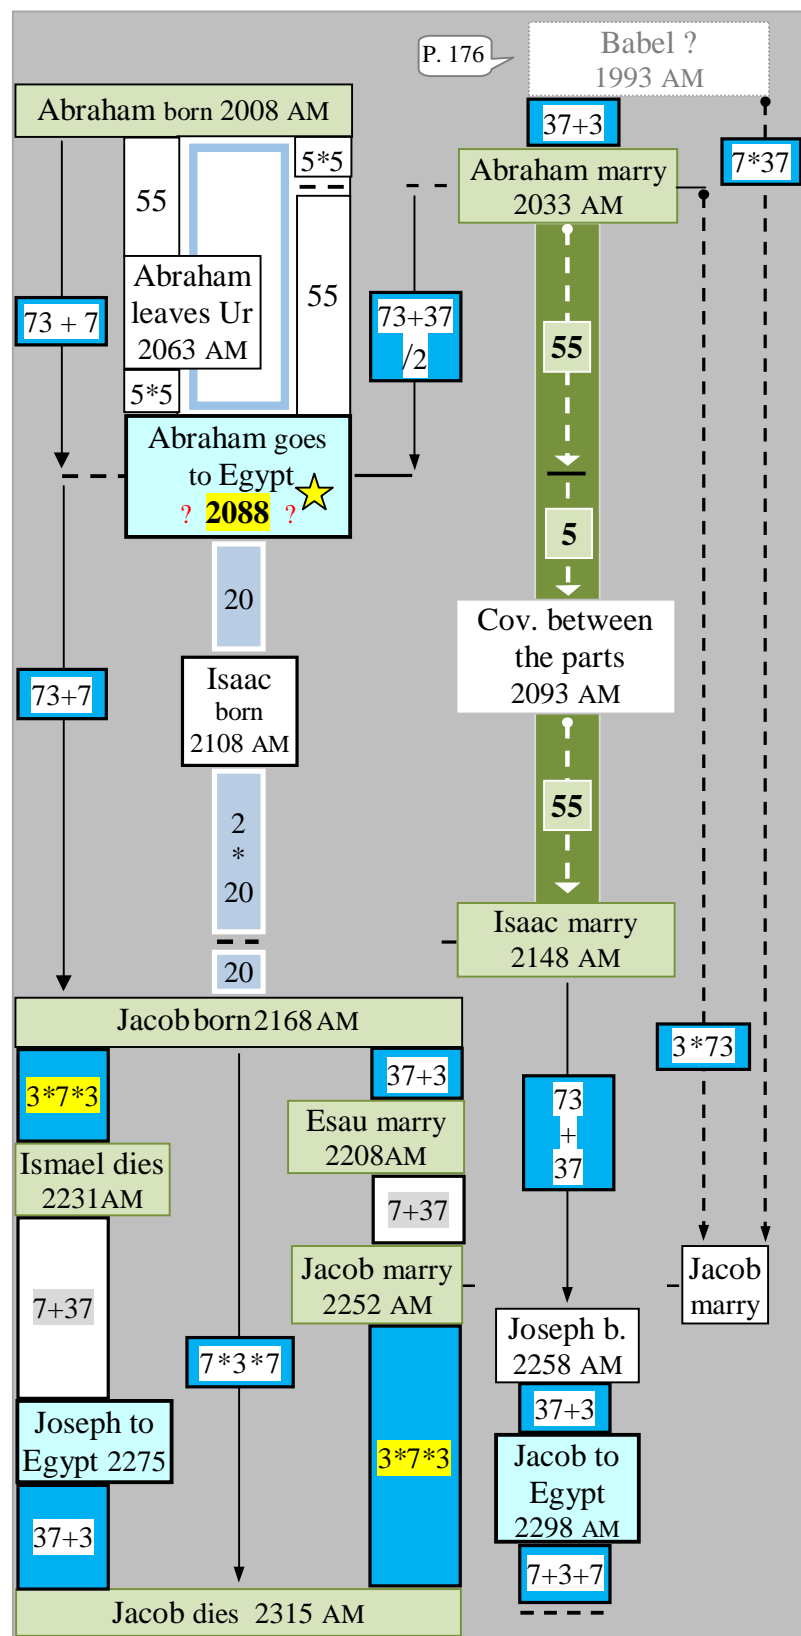 P. 176
Babel ?
1993 AM
Abraham born 2008 AM
37+3
7*37
5*5
55
Abraham marry
2033 AM
55
Abraham
leaves Ur
2063 AM
73 + 7
73+37
/2
55
5*5
Abraham goes
to Egypt
? 2088 ?
5
20
Cov. between
the parts
2093 AM
Isaac
born
2108 AM
73+7
55
2
*
20
Isaac marry
2148 AM
20
Jacob born 2168 AM
3*73
3*7*3
37+3
73
+
37
Esau marry
2208AM
Ismael dies
2231AM
7+37
Jacob marry
2252 AM
Jacob
marry
7+37
Joseph b.
2258 AM
7*3*7
37+3
Joseph to
Egypt 2275
3*7*3
Jacob to
Egypt
2298 AM
37+3
7+3+7
Jacob dies 2315 AM